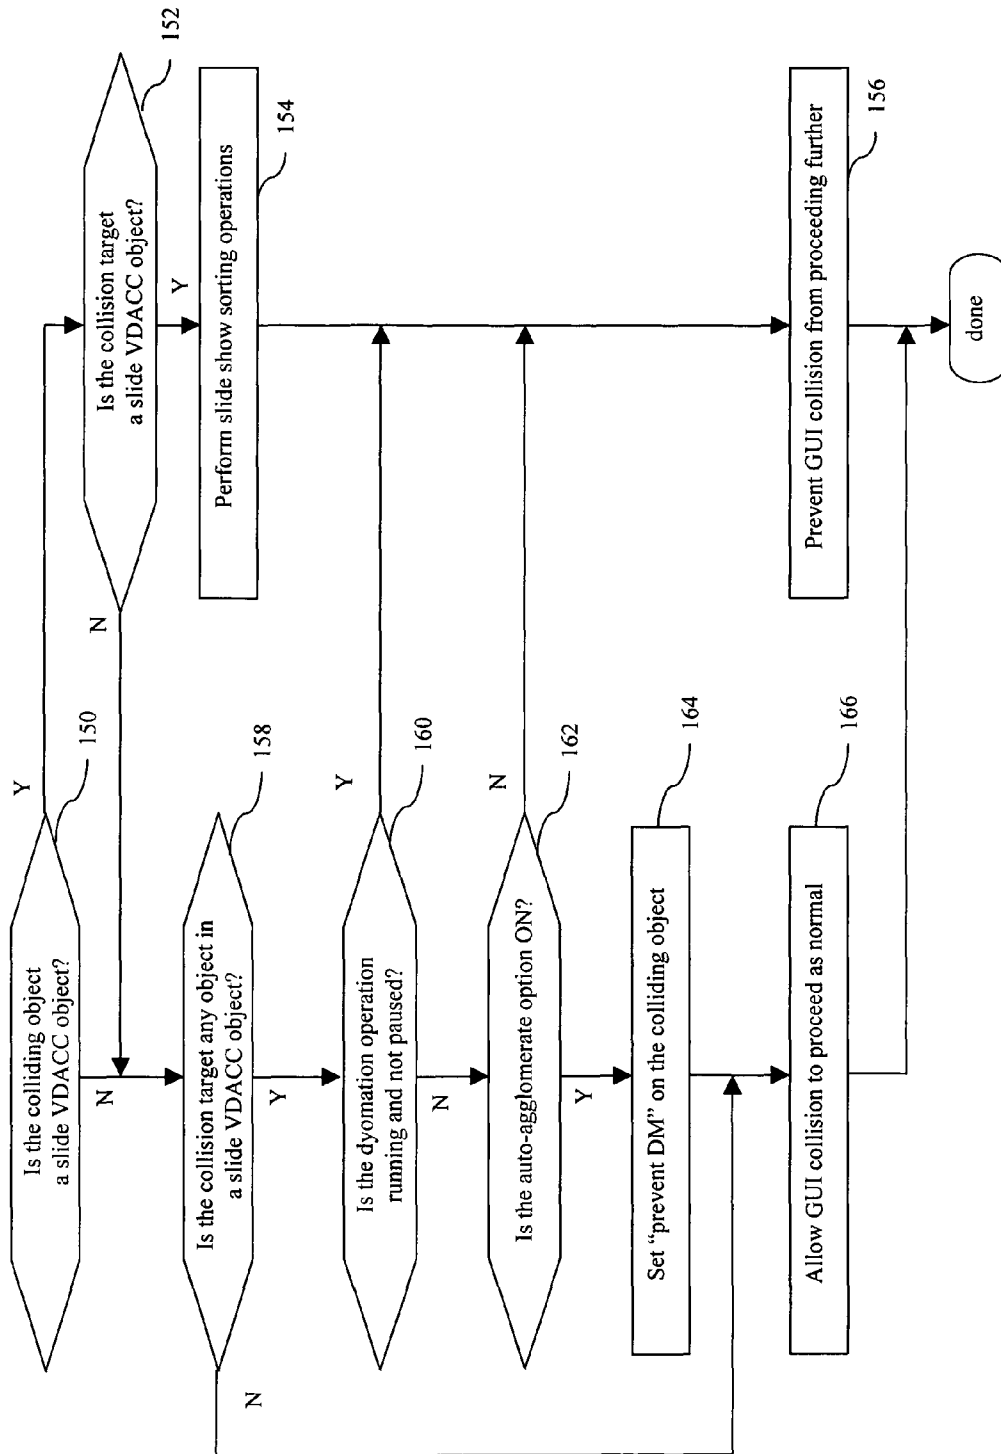 Is the colliding object
a slide VDACC object?
150
Y
N
Is the collision target
a slide VDACC object?
152
N
Y
Perform slide show sorting operations
154
Is the collision target any object in
a slide VDACC object?
158
N
Y
Is the dyomation operation
running and not paused?
160
Y
N
Is the auto-agglomerate option ON?
162
N
Y
Set “prevent DM” on the colliding object
164
Allow GUI collision to proceed as normal
166
Prevent GUI collision from proceeding further
156
done